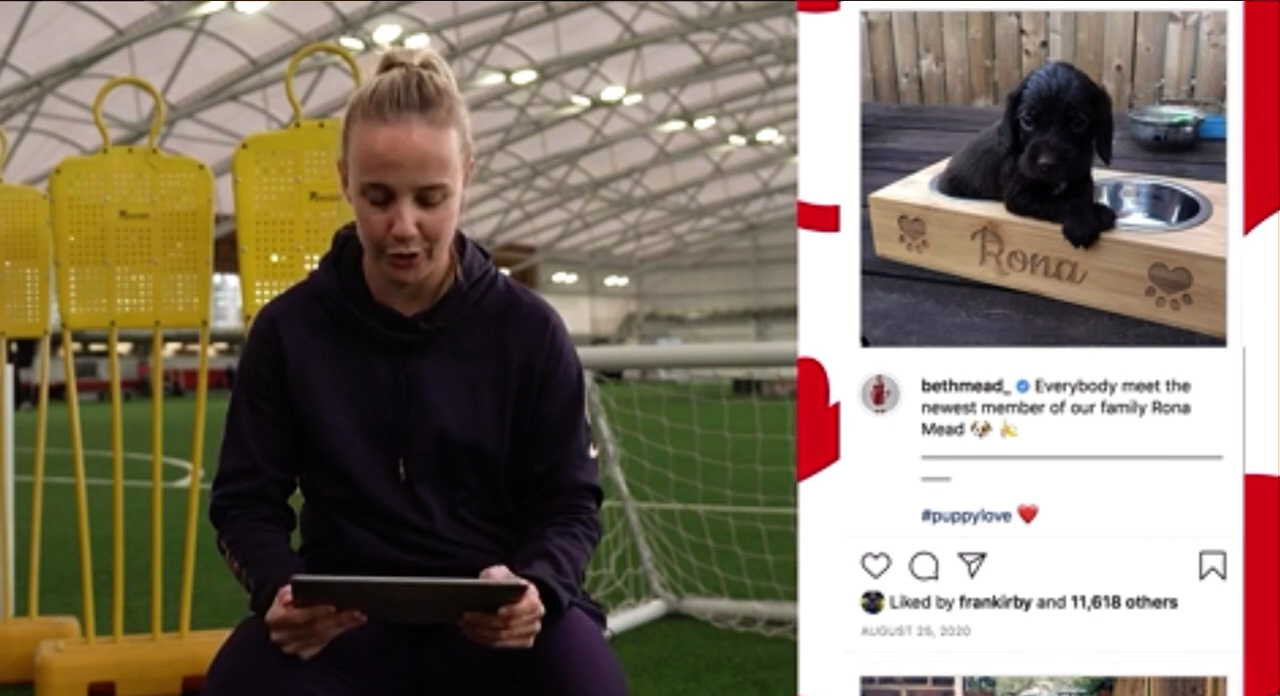 Rona
bethmead_ Everybody meet the
newest member of our family Rona
Mead 🐶 🍌
#puppylove ❤️
Liked by frankirby and 11,618 others
AUGUST 25, 2020